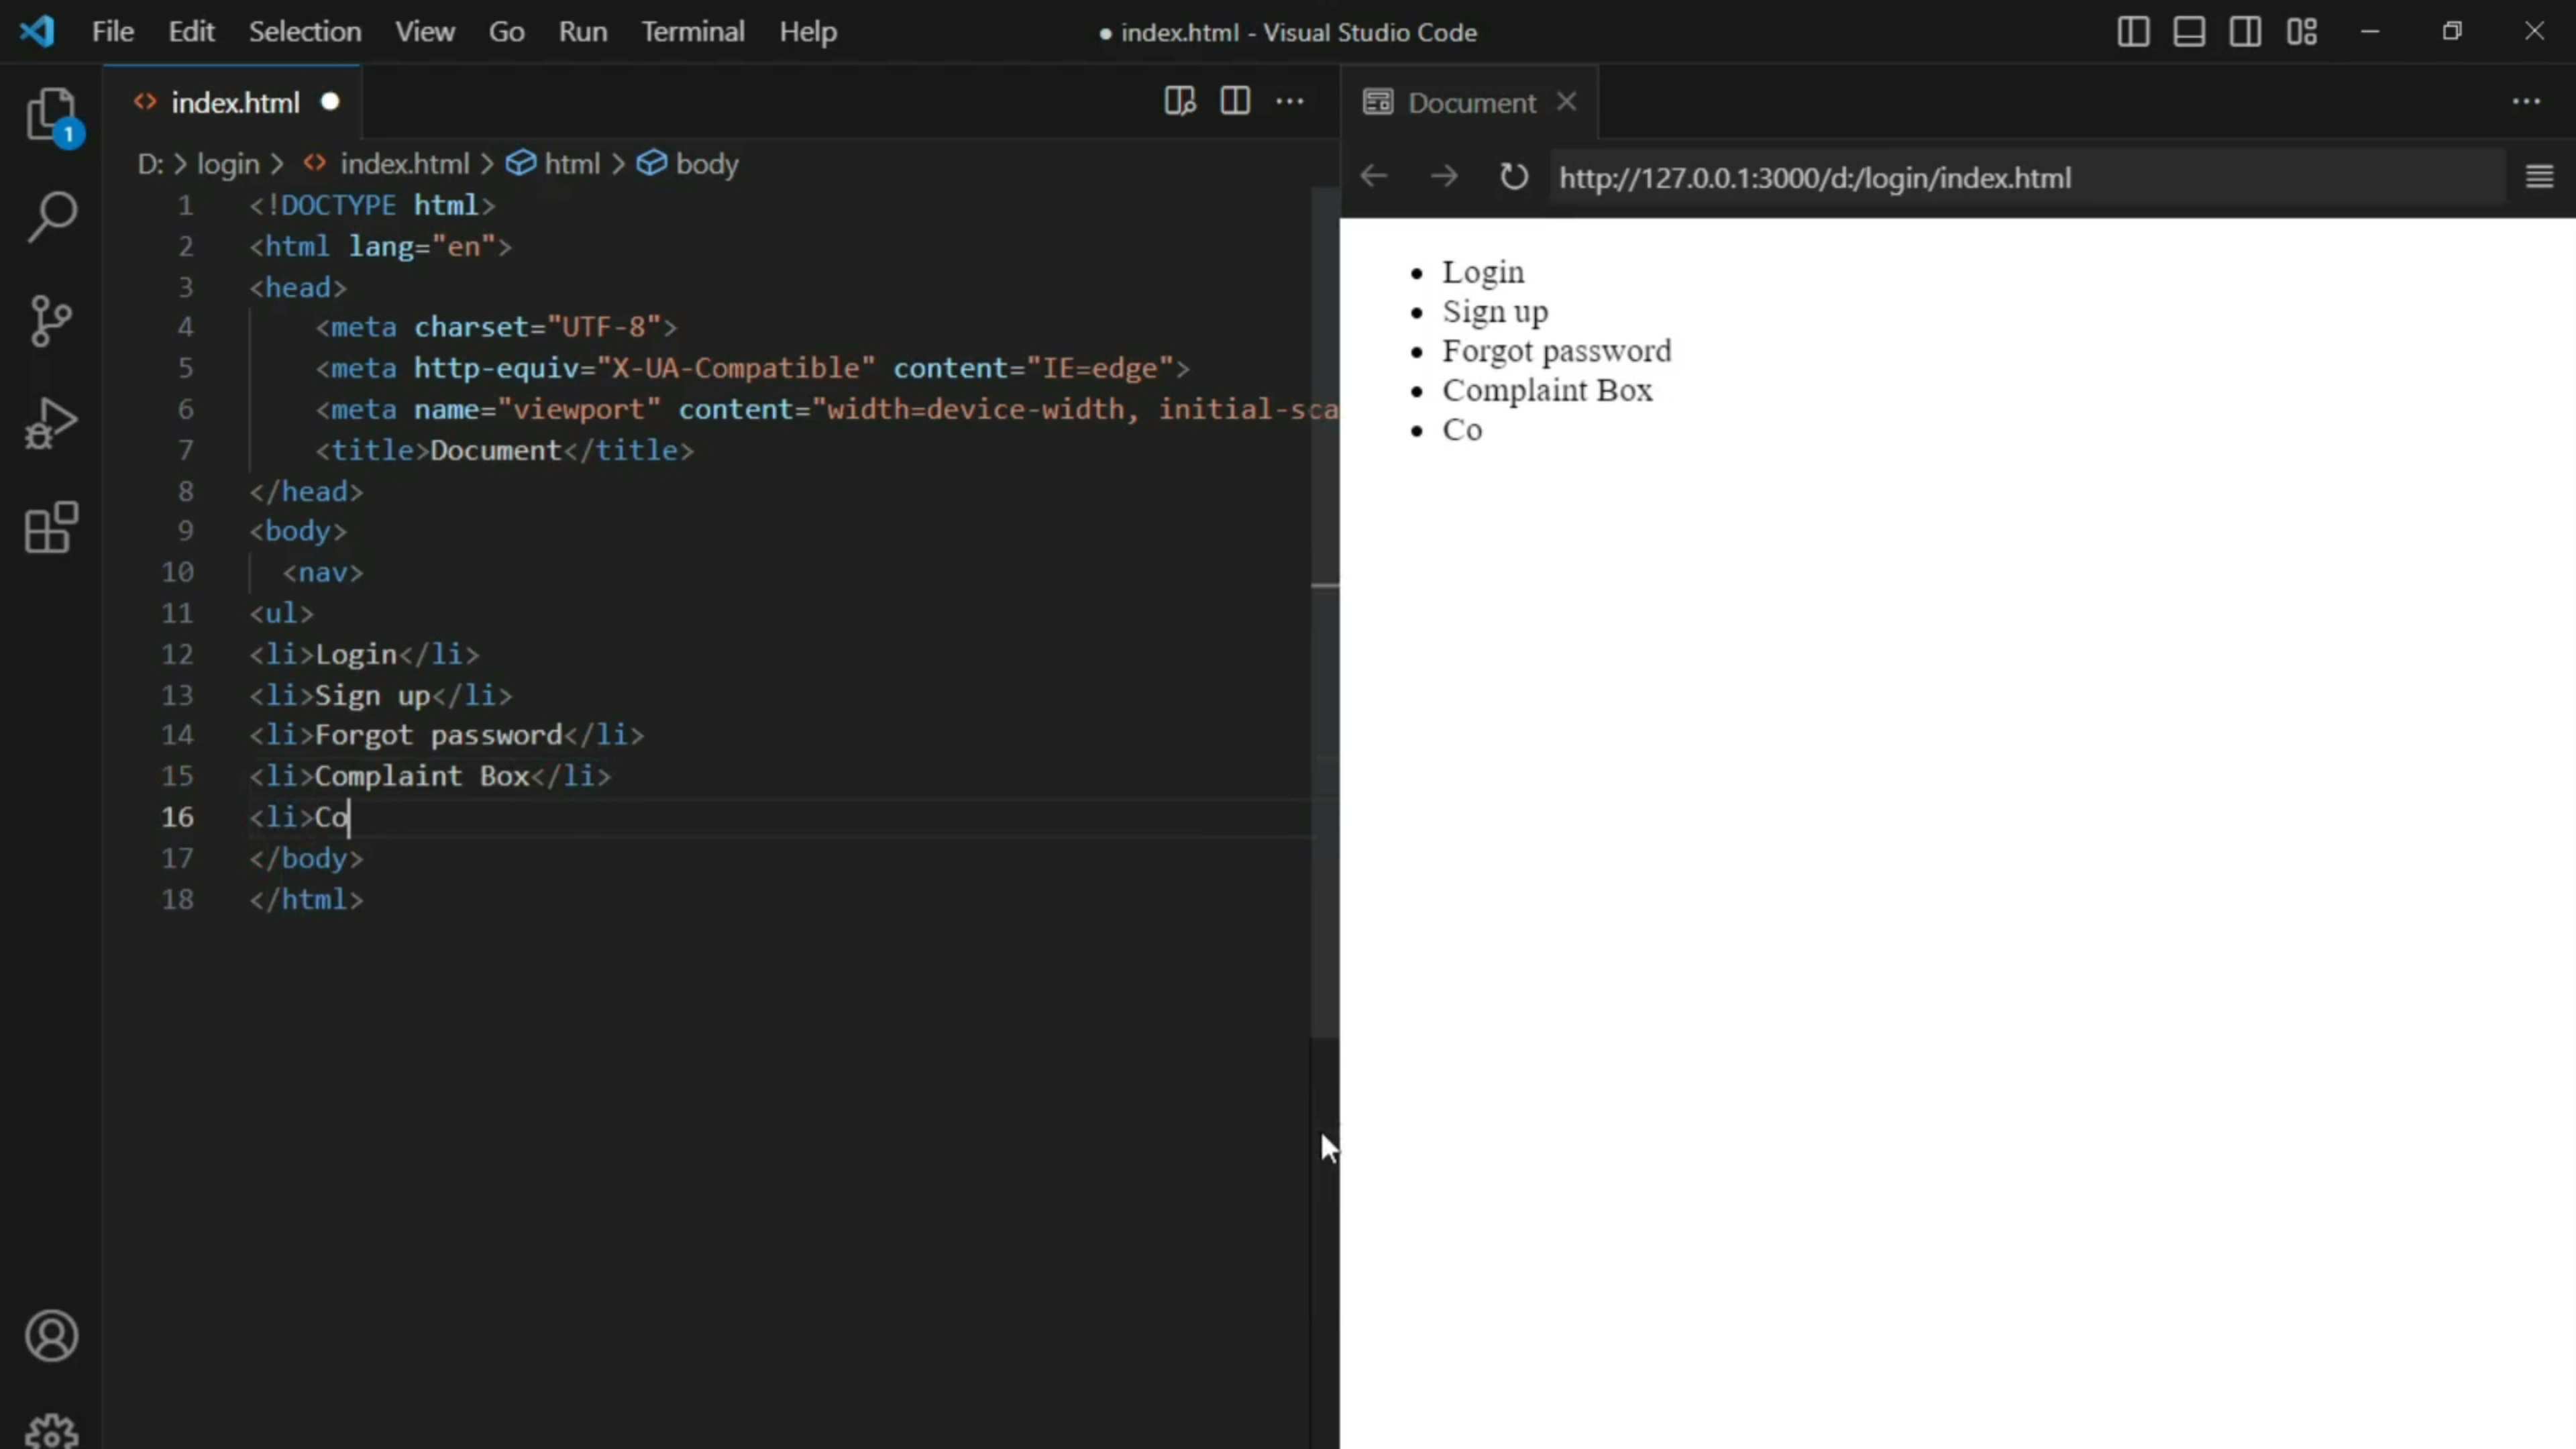 File Edit Selection View Go Run Terminal Help
● index.html - Visual Studio Code
index.html
Document
1
D: > login > index.html > html > body
http://127.0.0.1:3000/d:/login/index.html
1 <!DOCTYPE html>
2 <html lang="en">
3 <head>
4 <meta charset="UTF-8">
5 <meta http-equiv="X-UA-Compatible" content="IE=edge">
6 <meta name="viewport" content="width=device-width, initial-sca
7 <title>Document</title>
8 </head>
9 <body>
10 <nav>
11 <ul>
12 <li>Login</li>
13 <li>Sign up</li>
14 <li>Forgot password</li>
15 <li>Complaint Box</li>
16 <li>Co
17 </body>
18 </html>
• Login
• Sign up
• Forgot password
• Complaint Box
• Co